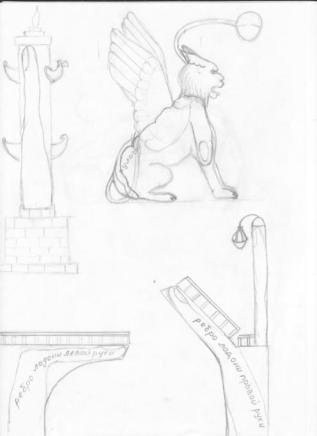 ребро ладони левой руки
ребро ладони правой руки